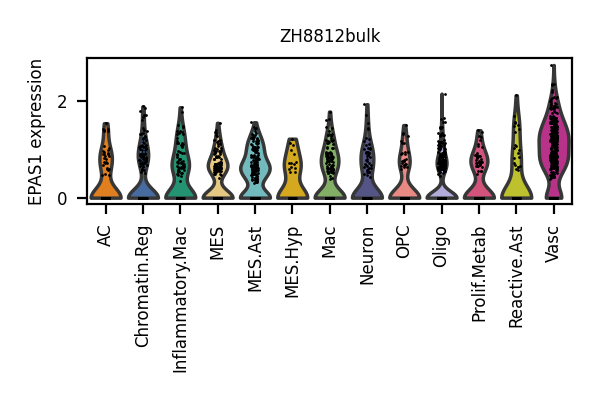 ZH8812bulk
EPAS1 expression
2
0
AC
Chromatin.Reg
Inflammatory.Mac
MES
MES.Ast
MES.Hyp
Mac
Neuron
OPC
Oligo
Prolif.Metab
Reactive.Ast
Vasc